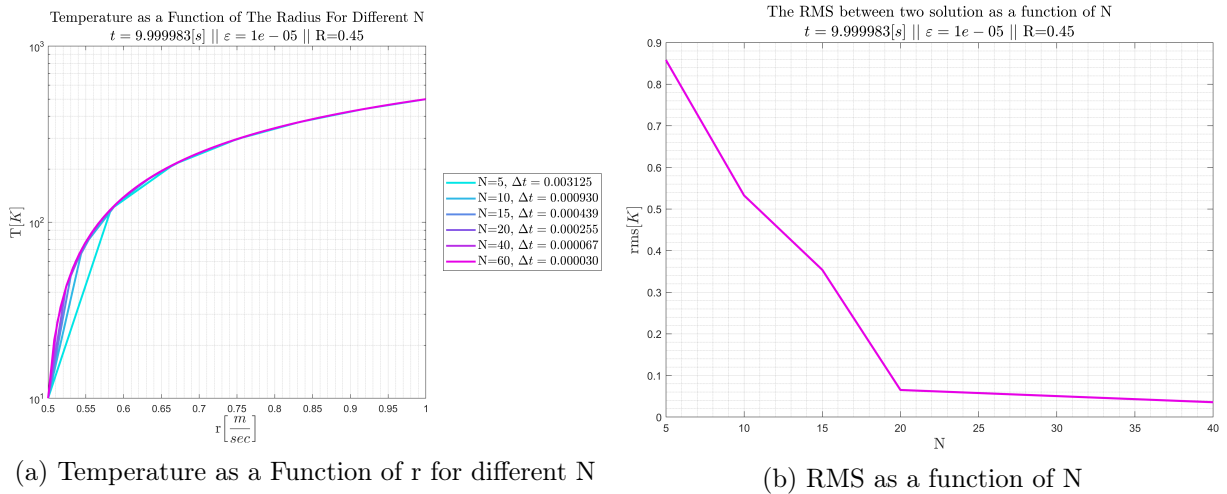 Temperature as a Function of The Radius For Different N
t = 9.999983[s] || ε = 1e − 05 || R=0.45
T[K]
10³
10²
10¹
0.5 0.55 0.6 0.65 0.7 0.75 0.8 0.85 0.9 0.95 1
r[m/sec]
N=5, Δt = 0.003125
N=10, Δt = 0.000930
N=15, Δt = 0.000439
N=20, Δt = 0.000255
N=40, Δt = 0.000067
N=60, Δt = 0.000030
(a) Temperature as a Function of r for different N
The RMS between two solution as a function of N
t = 9.999983[s] || ε = 1e − 05 || R=0.45
rms[K]
0.9
0.8
0.7
0.6
0.5
0.4
0.3
0.2
0.1
0
5 10 15 20 25 30 35 40
N
(b) RMS as a function of N